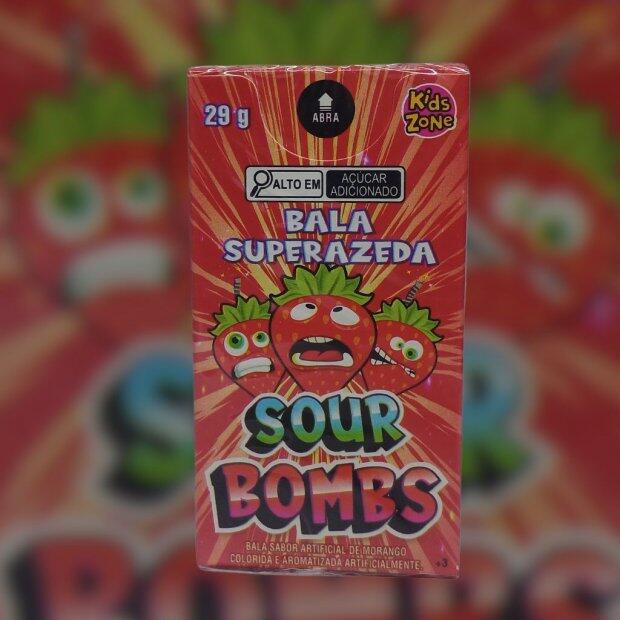 29 g
ABRA
Kids
Zone
ALTO EM
AÇÚCAR
ADICIONADO
BALA
SUPERAZEDA
SOUR
BOMBS
BALA SABOR ARTIFICIAL DE MORANGO
COLORIDA E AROMATIZADA ARTIFICIALMENTE.
+3